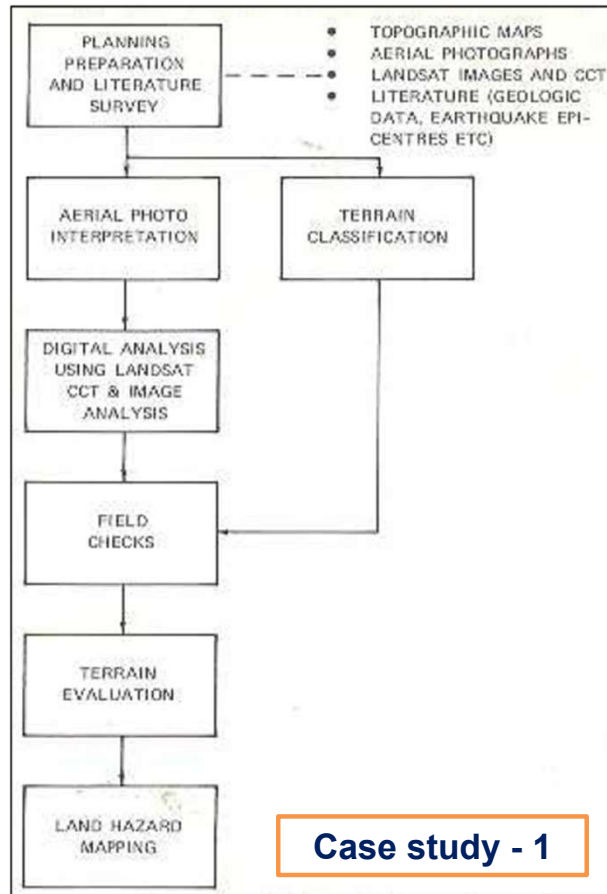 PLANNING
PREPARATION
AND LITERATURE
SURVEY
• TOPOGRAPHIC MAPS
• AERIAL PHOTOGRAPHS
• LANDSAT IMAGES AND CCT
• LITERATURE (GEOLOGIC
DATA, EARTHQUAKE EPI-
CENTRES ETC)
AERIAL PHOTO
INTERPRETATION
TERRAIN
CLASSIFICATION
DIGITAL ANALYSIS
USING LANDSAT
CCT & IMAGE
ANALYSIS
FIELD
CHECKS
TERRAIN
EVALUATION
LAND HAZARD
MAPPING
Case study - 1